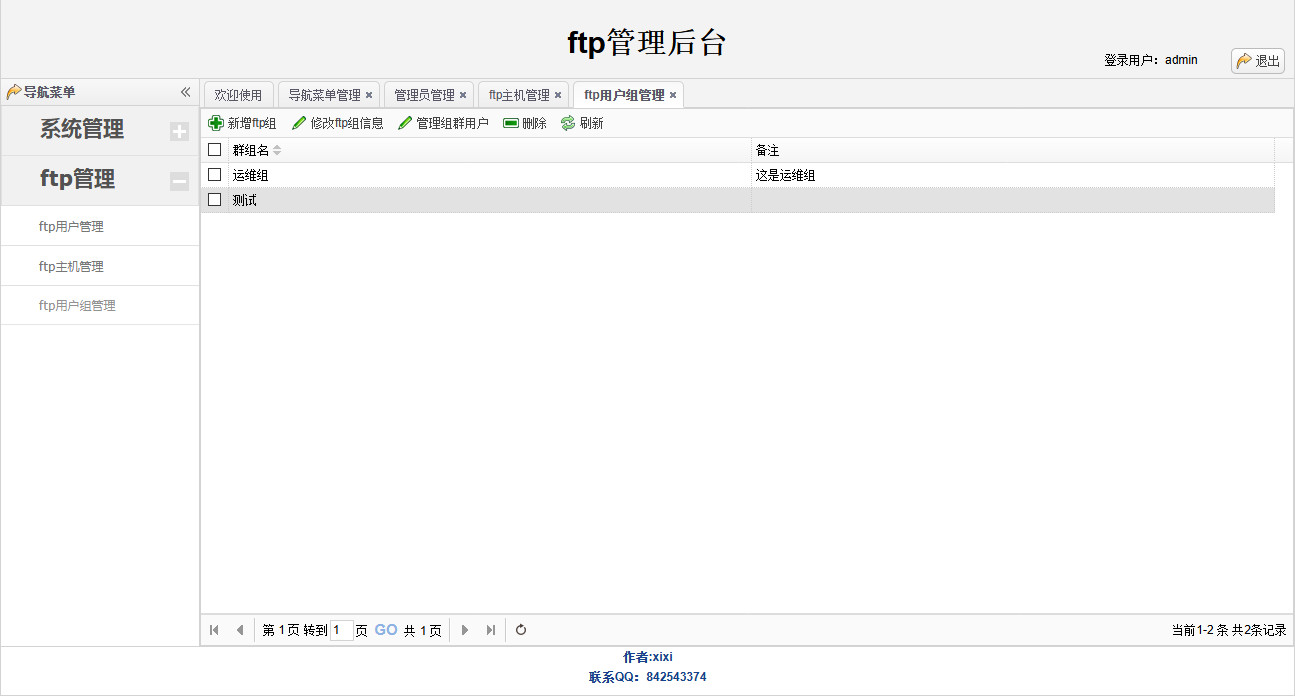 ftp管理后台
登录用户：admin
退出
导航菜单
欢迎使用 导航菜单管理 管理员管理 ftp主机管理 ftp用户组管理
系统管理
ftp管理
ftp用户管理
ftp主机管理
ftp用户组管理
新增ftp组 修改ftp组信息 管理组群用户 删除 刷新
群组名 备注
运维组 这是运维组
测试
第 1 页 转到 1 页 GO 共 1 页
当前1-2 条 共2条记录
作者:xixi
联系QQ：842543374